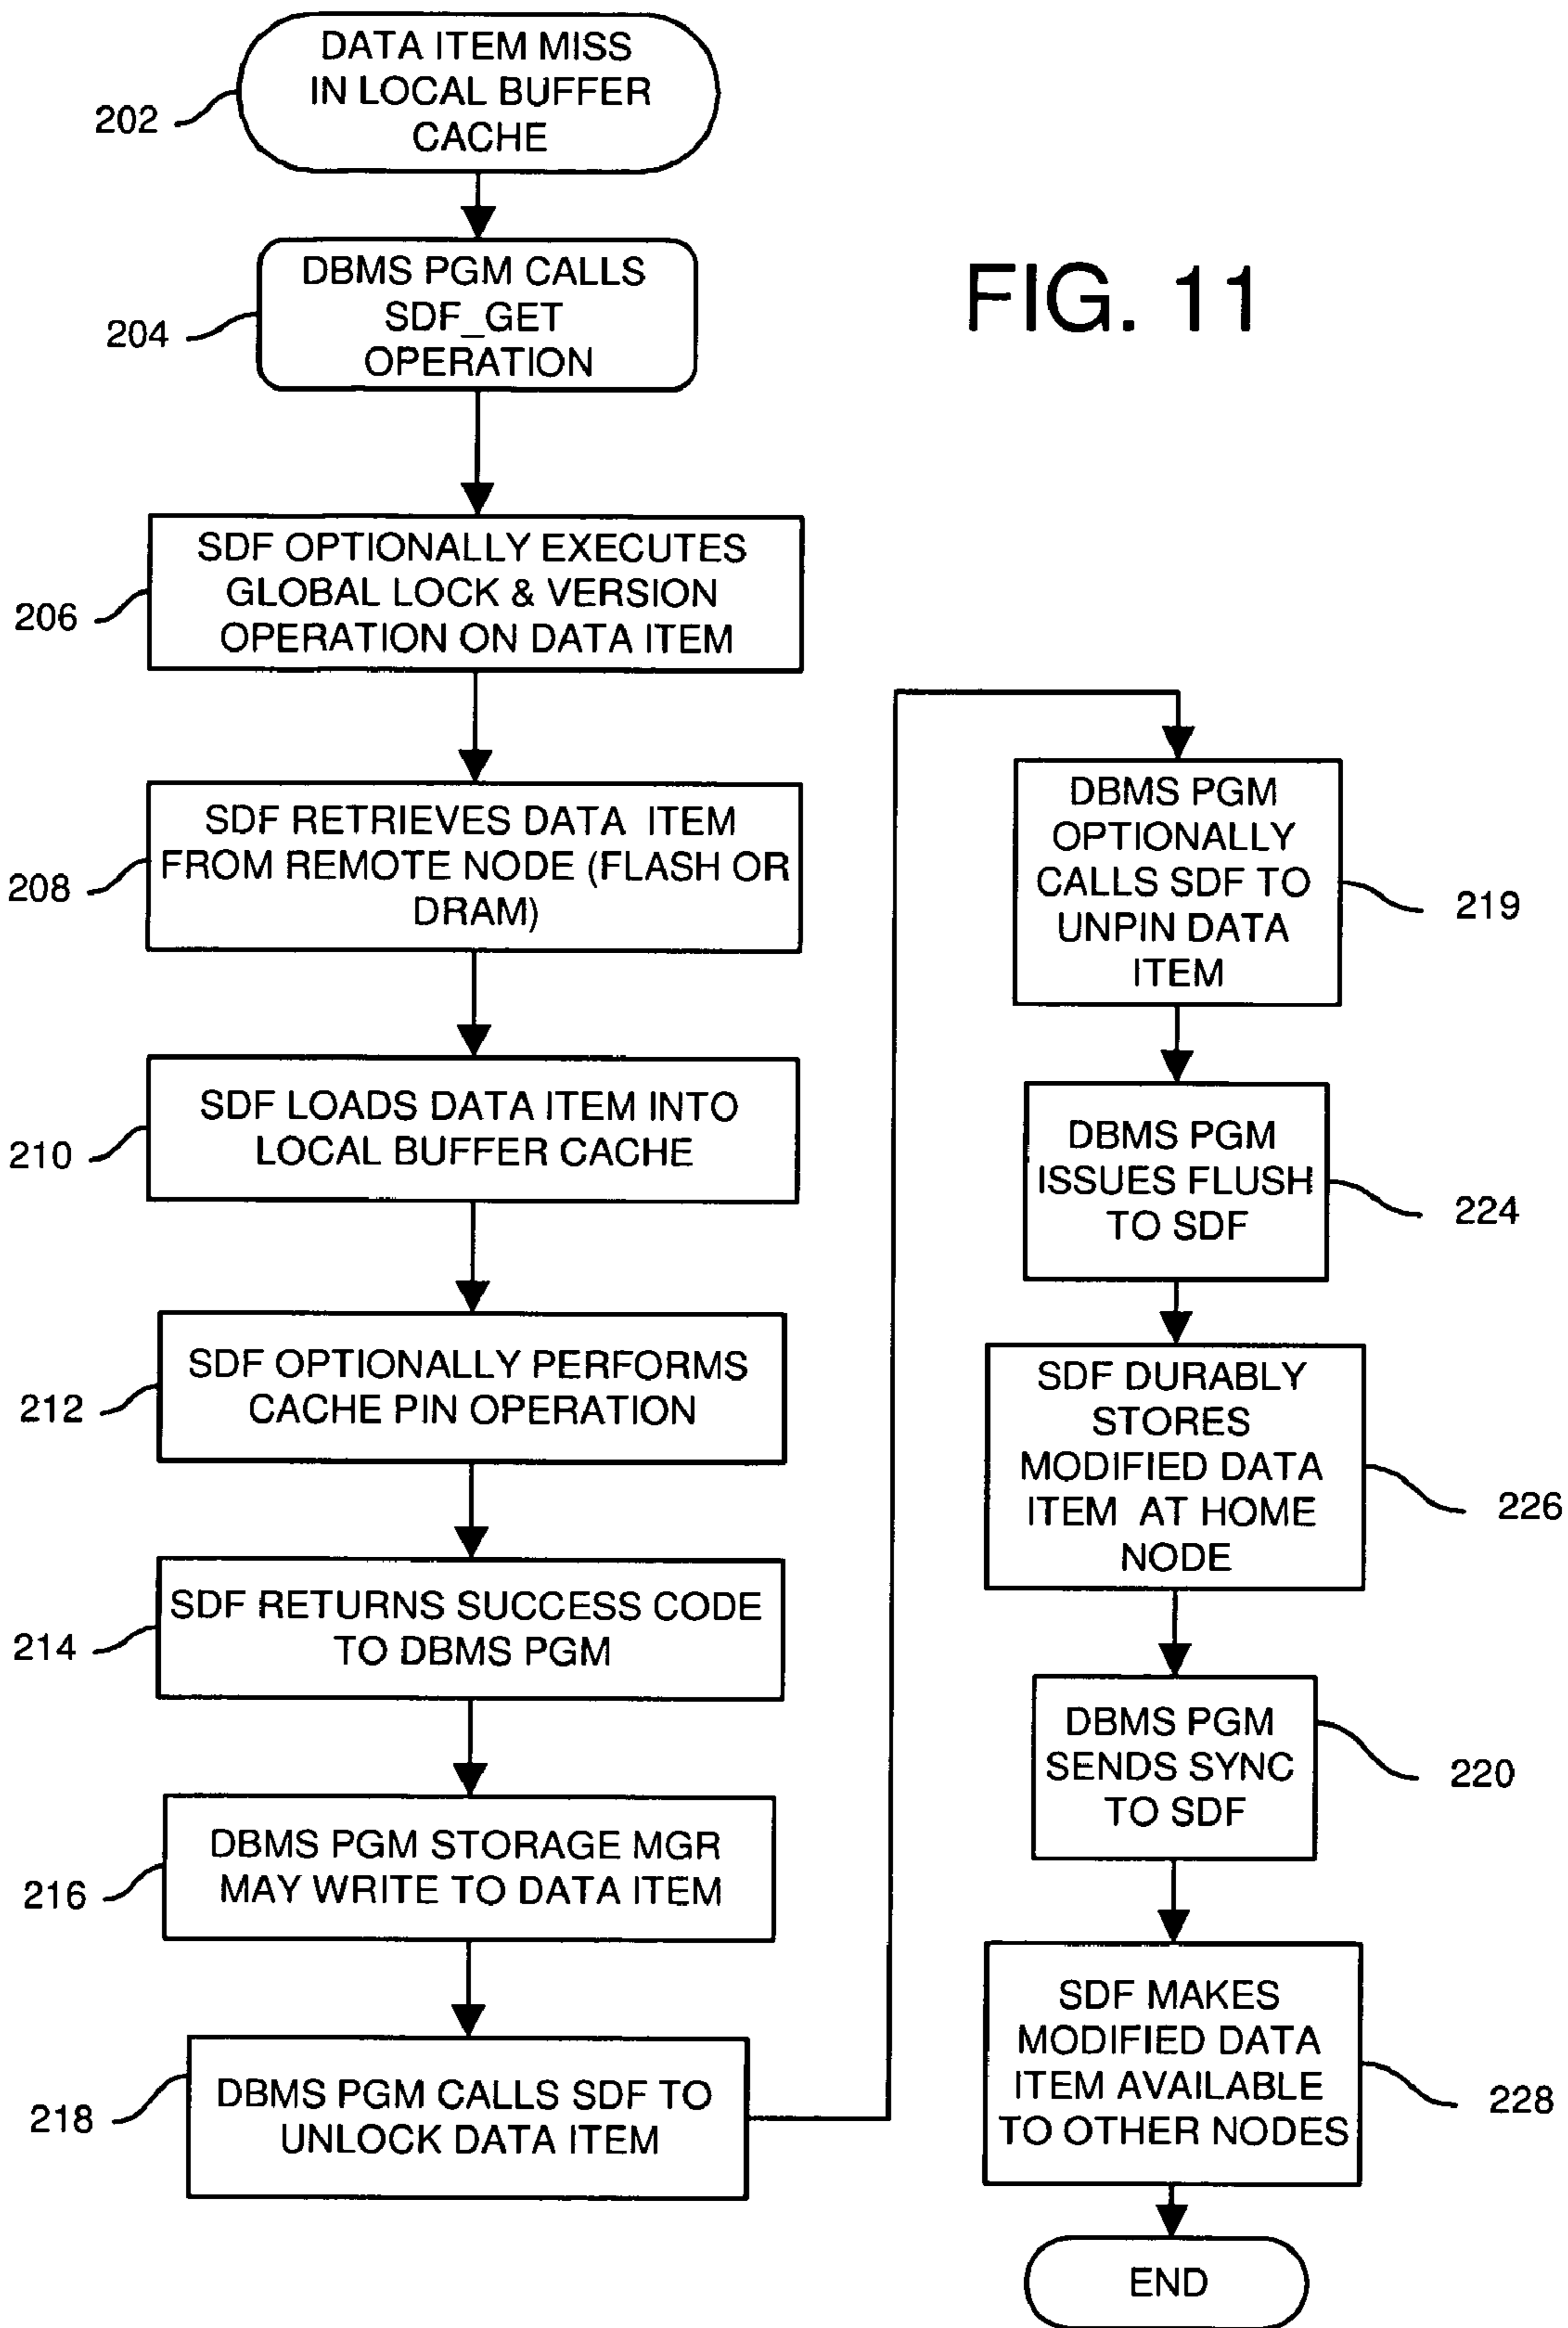 DATA ITEM MISS
IN LOCAL BUFFER
CACHE
202
DBMS PGM CALLS
SDF_GET
OPERATION
204
FIG. 11
SDF OPTIONALLY EXECUTES
GLOBAL LOCK & VERSION
OPERATION ON DATA ITEM
206
SDF RETRIEVES DATA ITEM
FROM REMOTE NODE (FLASH OR
DRAM)
208
SDF LOADS DATA ITEM INTO
LOCAL BUFFER CACHE
210
SDF OPTIONALLY PERFORMS
CACHE PIN OPERATION
212
SDF RETURNS SUCCESS CODE
TO DBMS PGM
214
DBMS PGM STORAGE MGR
MAY WRITE TO DATA ITEM
216
DBMS PGM CALLS SDF TO
UNLOCK DATA ITEM
218
DBMS PGM
OPTIONALLY
CALLS SDF TO
UNPIN DATA
ITEM
219
DBMS PGM
ISSUES FLUSH
TO SDF
224
SDF DURABLY
STORES
MODIFIED DATA
ITEM AT HOME
NODE
226
DBMS PGM
SENDS SYNC
TO SDF
220
SDF MAKES
MODIFIED DATA
ITEM AVAILABLE
TO OTHER NODES
228
END